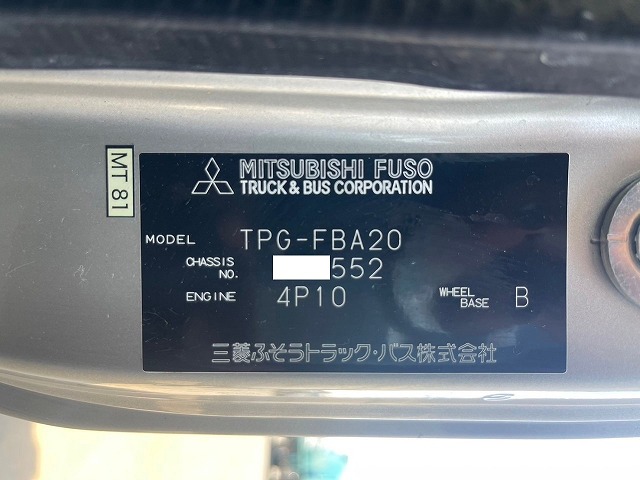 MT 81
MITSUBISHI FUSO
TRUCK & BUS CORPORATION
MODEL TPG-FBA20
CHASSIS NO. 552
ENGINE 4P10 WHEEL BASE B
三菱ふそうトラック・バス株式会社